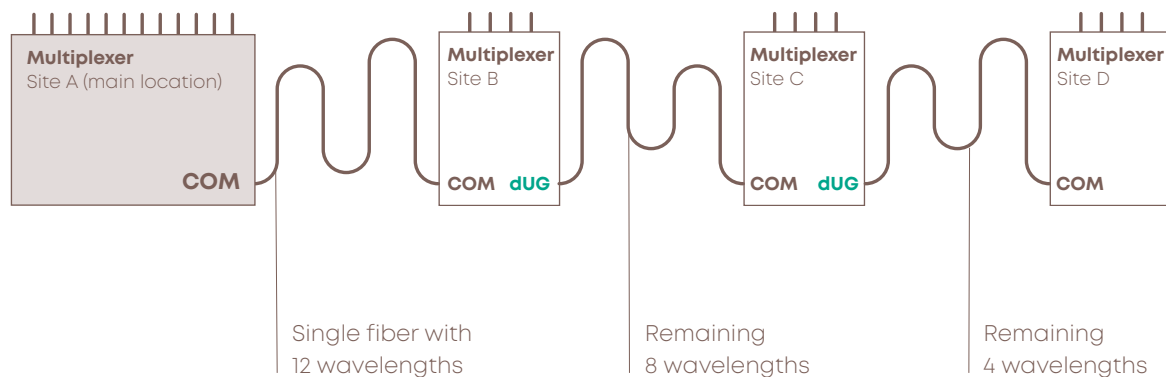 Multiplexer
Site A (main location)
COM
Multiplexer
Site B
COM dUG
Multiplexer
Site C
COM dUG
Multiplexer
Site D
COM
Single fiber with
12 wavelengths
Remaining
8 wavelengths
Remaining
4 wavelengths